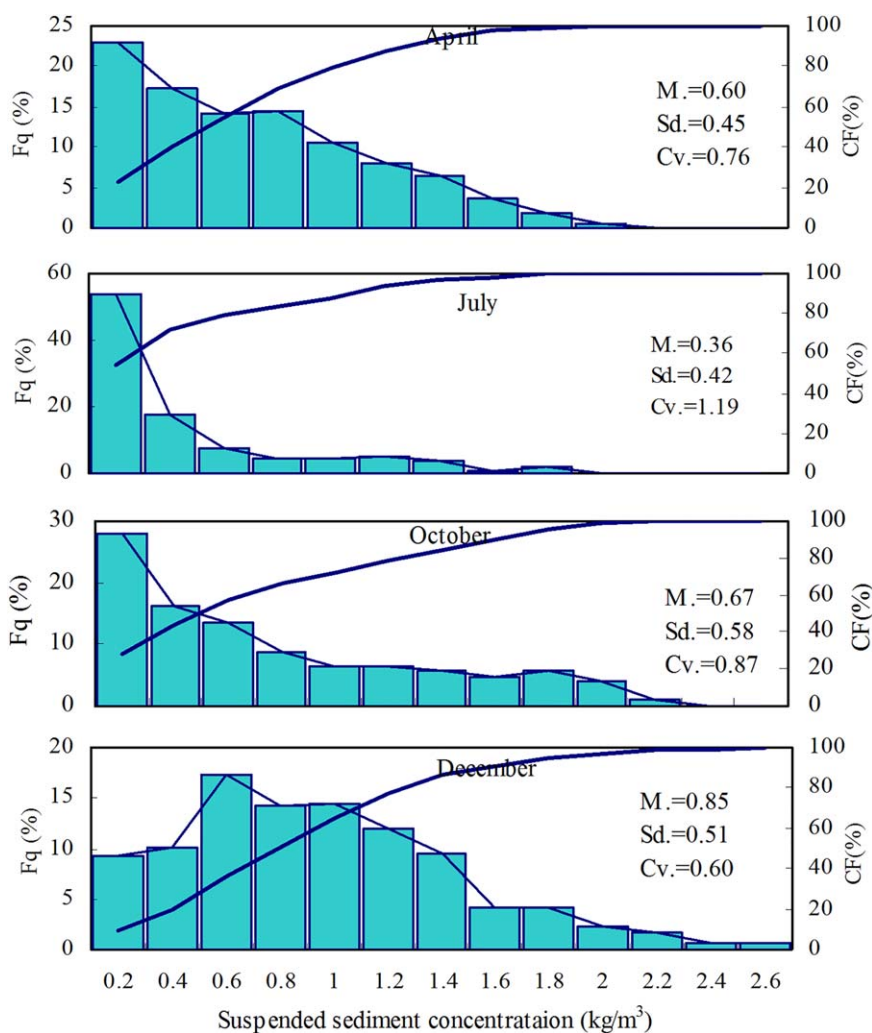 25 100
April
20 80
M.=0.60
Fq (%) 15 60 CF(%)
Sd.=0.45
10 40
Cv.=0.76
5 20
0 0
60 100
July
80
40 M.=0.36
Fq (%) 60 CF(%)
Sd.=0.42
20 40
Cv.=1.19
20
0 0
30 100
October
80
20 M.=0.67
Fq (%) 60 CF(%)
Sd.=0.58
10 40
Cv.=0.87
20
0 0
20 100
December
15 80
M.=0.85
Fq (%) 10 60 CF(%)
Sd.=0.51
40
5 Cv.=0.60
20
0 0
0.2 0.4 0.6 0.8 1 1.2 1.4 1.6 1.8 2 2.2 2.4 2.6
Suspended sediment concentrataion (kg/m³)